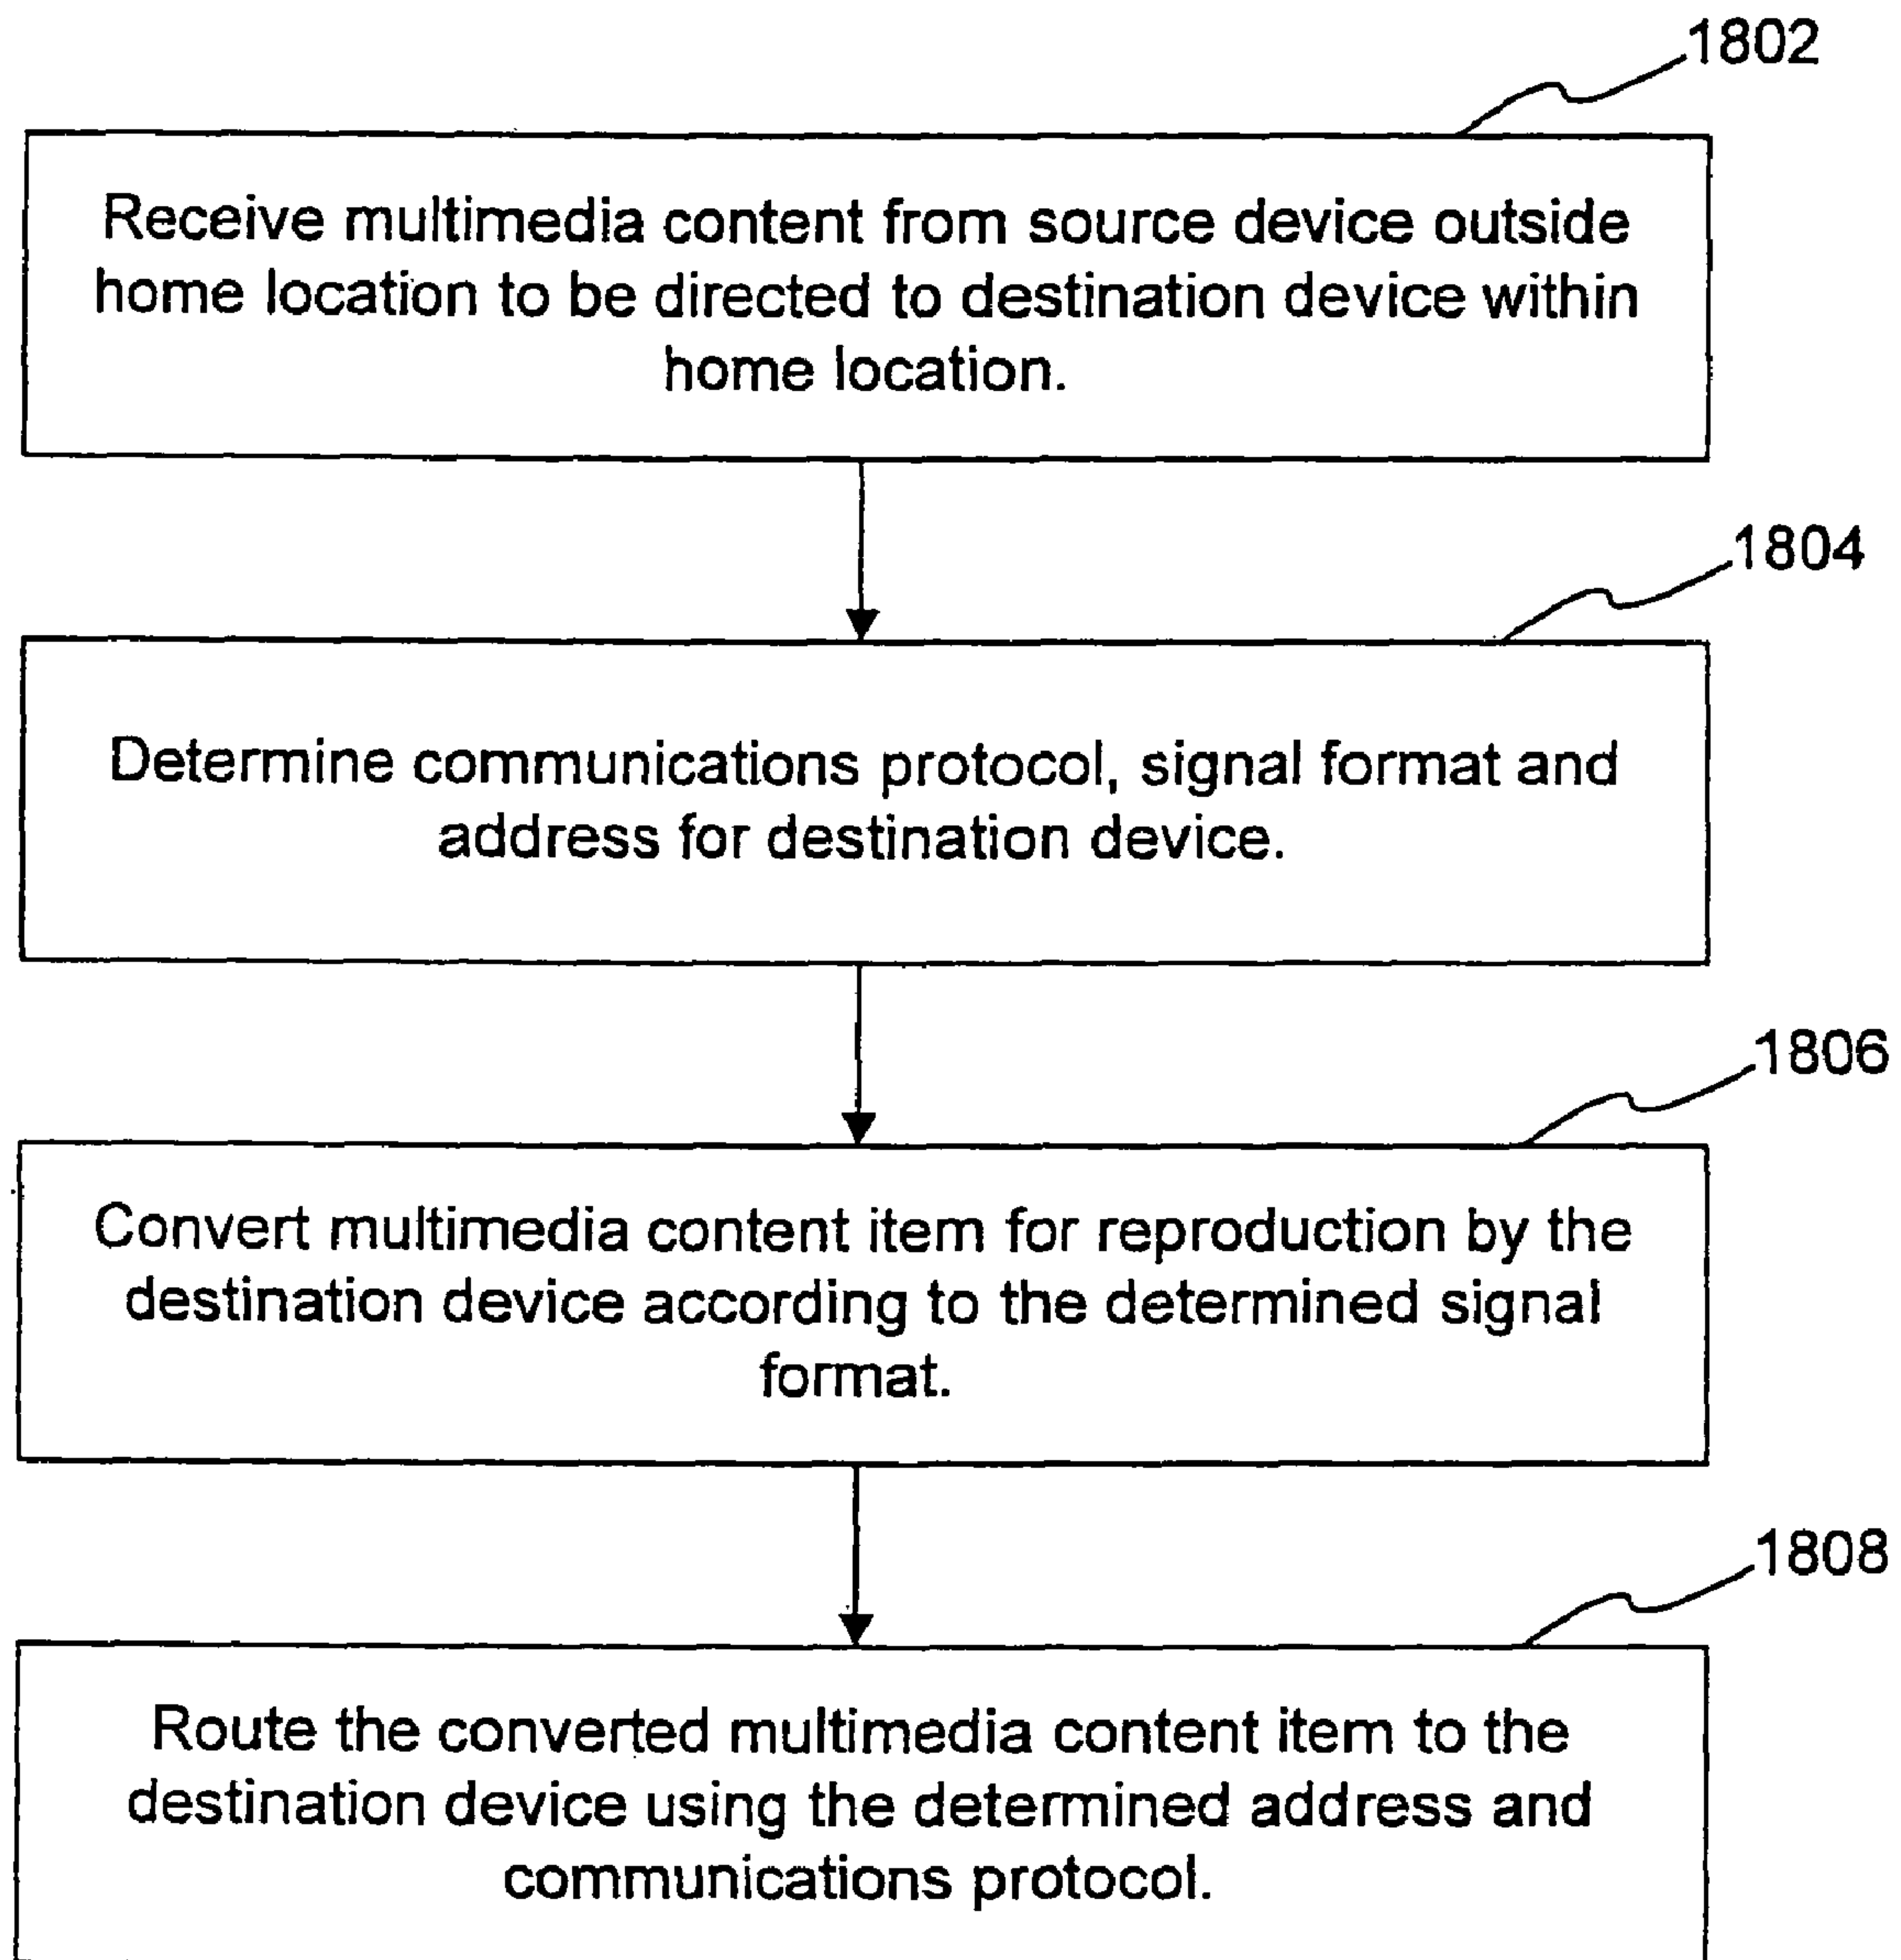 1802
Receive multimedia content from source device outside
home location to be directed to destination device within
home location.
1804
Determine communications protocol, signal format and
address for destination device.
1806
Convert multimedia content item for reproduction by the
destination device according to the determined signal
format.
1808
Route the converted multimedia content item to the
destination device using the determined address and
communications protocol.